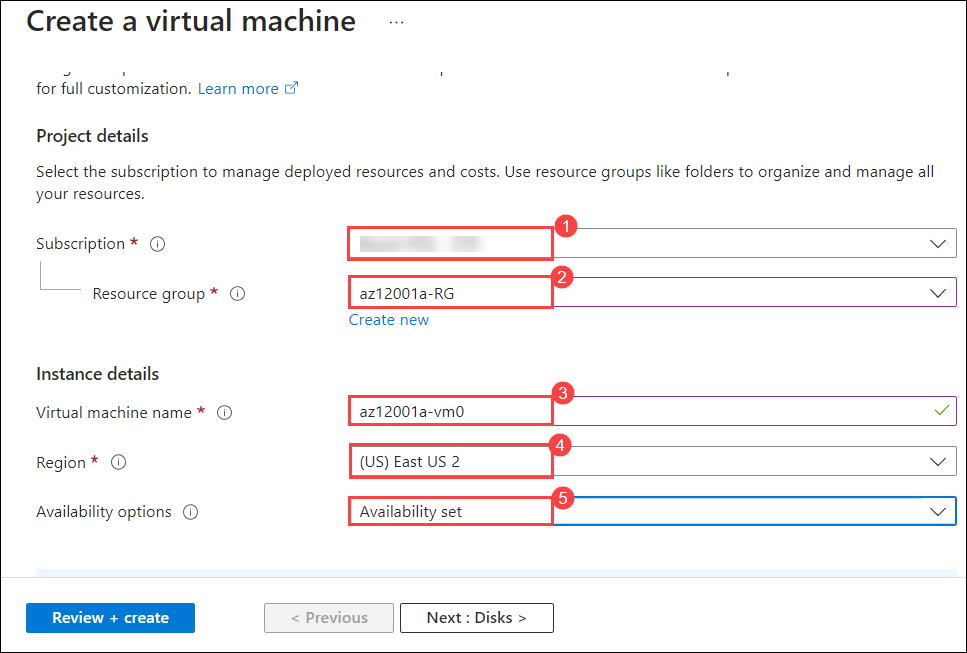 Create a virtual machine ...
for full customization. Learn more
Project details
Select the subscription to manage deployed resources and costs. Use resource groups like folders to organize and manage all
your resources.
1
Subscription *
2
Resource group * az12001a-RG
Create new
Instance details
3
Virtual machine name * az12001a-vm0
4
Region * (US) East US 2
5
Availability options Availability set
Review + create < Previous Next : Disks >